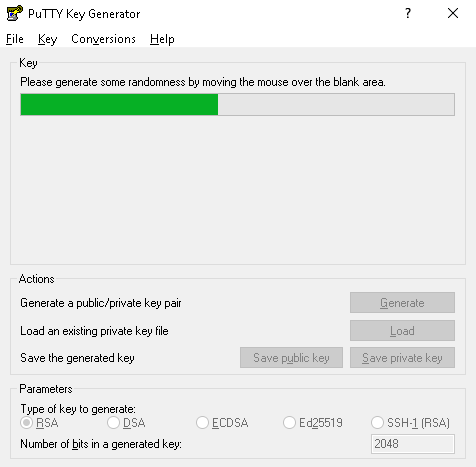 PuTTY Key Generator
?
File Key Conversions Help
Key
Please generate some randomness by moving the mouse over the blank area.
Actions
Generate a public/private key pair Generate
Load an existing private key file Load
Save the generated key Save public key Save private key
Parameters
Type of key to generate:
RSA DSA ECDSA Ed25519 SSH-1 (RSA)
Number of bits in a generated key: 2048